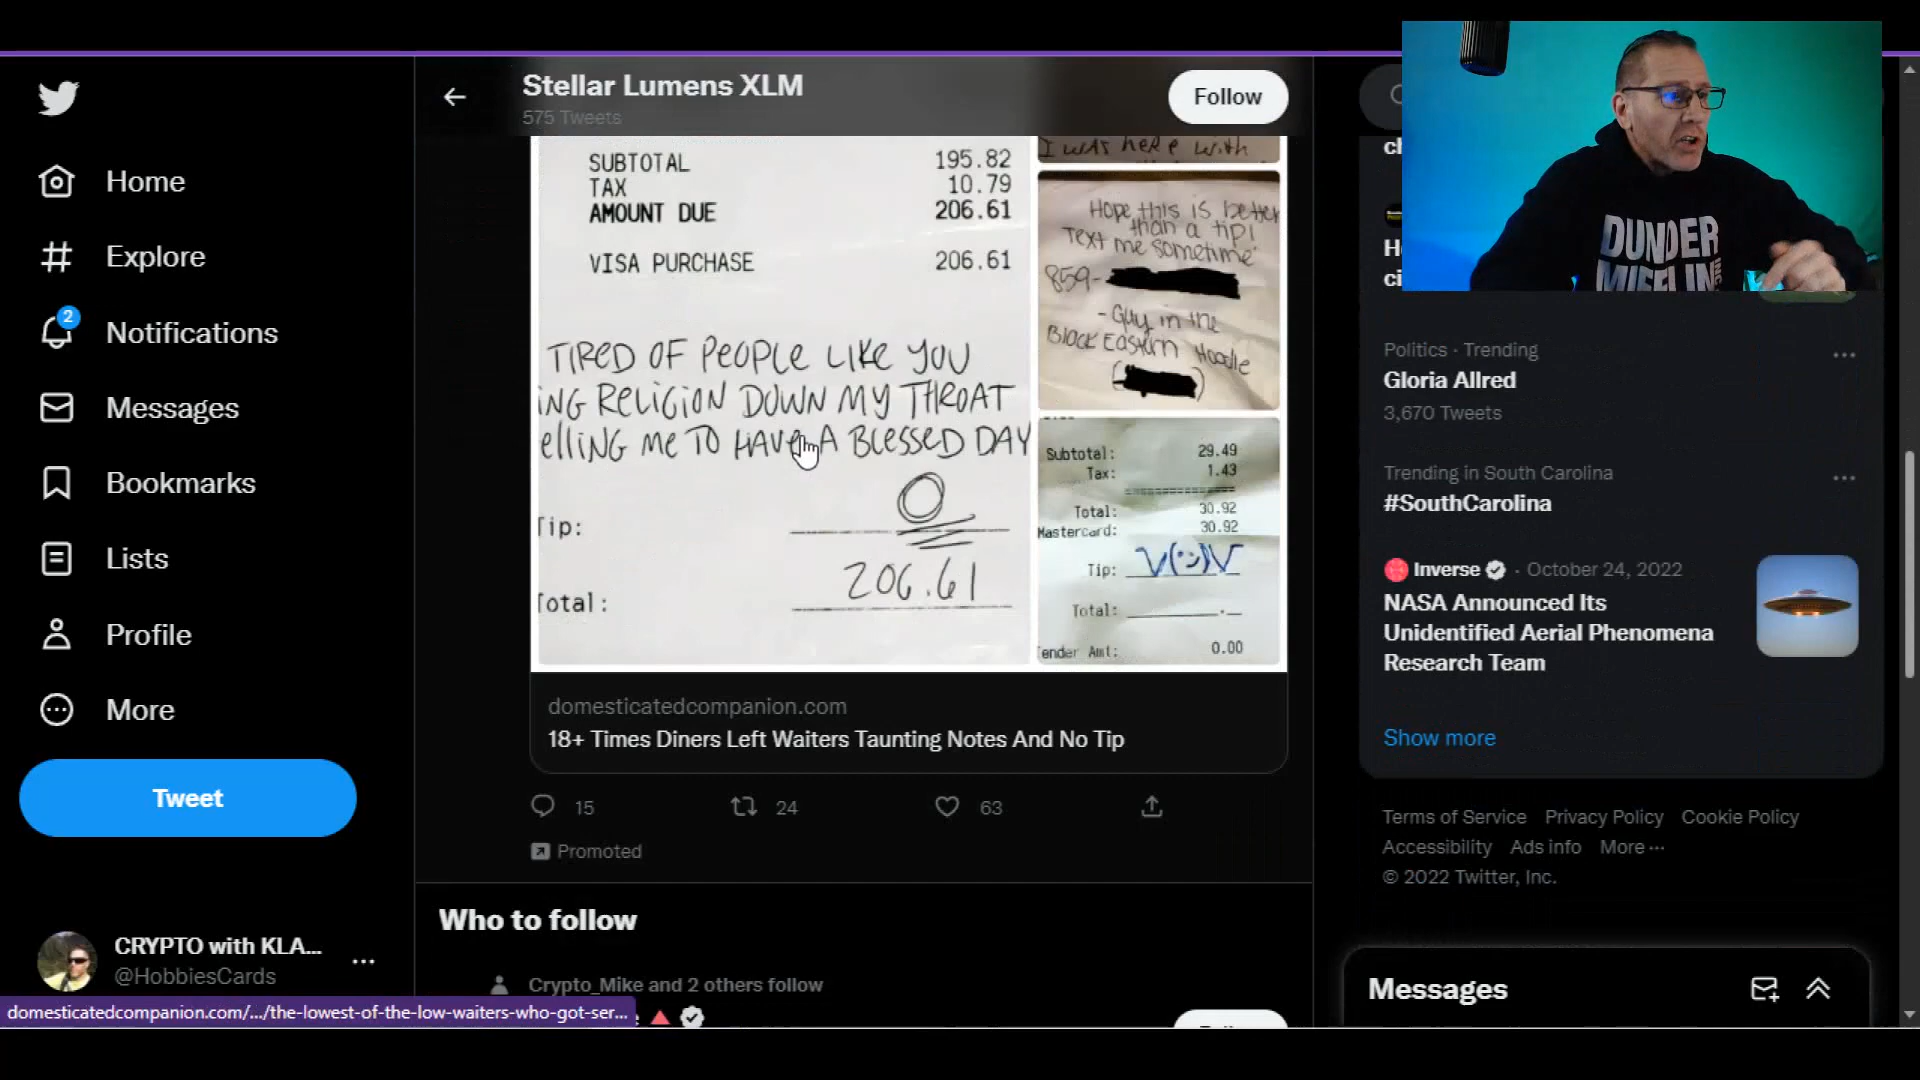 Home
Explore
2
Notifications
Messages
Bookmarks
Lists
Profile
More
Tweet
CRYPTO with KLA...
@HobbiesCards
domesticatedcompanion.com/.../the-lowest-of-the-low-waiters-who-got-ser...
Stellar Lumens XLM
575 Tweets
Follow
SUBTOTAL 195.82
TAX 10.79
AMOUNT DUE 206.61
VISA PURCHASE 206.61
TIRED OF PEOPLE LIKE YOU
ING RELIGION DOWN MY THROAT
ELLING ME TO HAVE A BLESSED DAY
Tip: 0
Total: 206.61
I was here with
Hope this is better
than a tip!
Text me sometime
859-
- Guy in the
Black Eastern Hoodie
Subtotal: 29.49
Tax: 1.43
Total: 30.92
Mastercard: 30.92
Tip:
Total:
ender Amt: 0.00
domesticatedcompanion.com
18+ Times Diners Left Waiters Taunting Notes And No Tip
15 24 63
Promoted
Who to follow
Crypto_Mike and 2 others follow
DUNDER
MIFFLIN
INC
Politics · Trending
Gloria Allred
3,670 Tweets
Trending in South Carolina
#SouthCarolina
Inverse · October 24, 2022
NASA Announced Its
Unidentified Aerial Phenomena
Research Team
Show more
Terms of Service Privacy Policy Cookie Policy
Accessibility Ads info More ···
© 2022 Twitter, Inc.
Messages